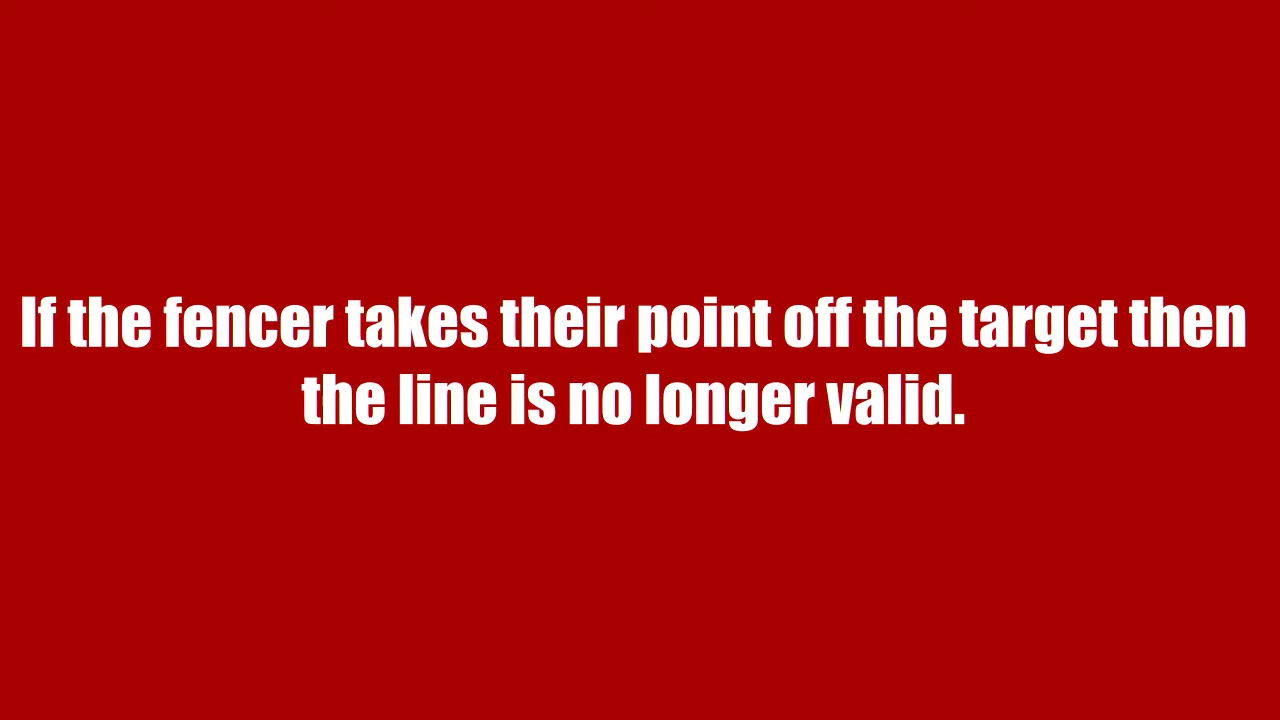 If the fencer takes their point off the target then
the line is no longer valid.